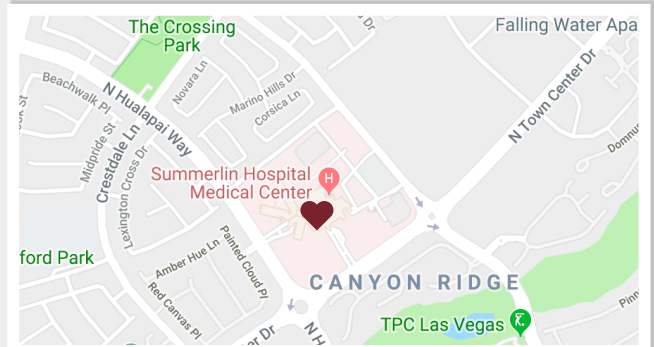 The Crossing
Park
Falling Water Apa
N Hualapai Way
Beachwalk Pl
Novara Ln
Marino Hills Dr
Corsica Ln
N Town Center Dr
Midpride St
Crestdale Ln
Lexington Cross Dr
Summerlin Hospital
Medical Center
H
ford Park
Amber Hue Ln
Painted Cloud Pl
Red Canvas Pl
CANYON RIDGE
TPC Las Vegas
er Dr
N H